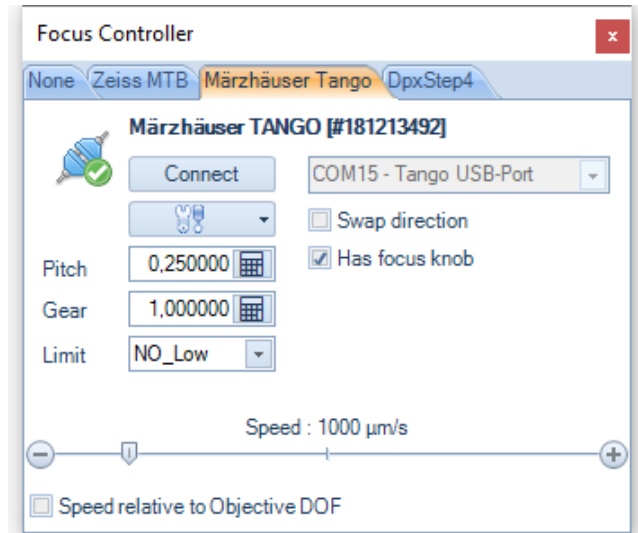 Focus Controller
x
None Zeiss MTB Märzhäuser Tango DpxStep4
Märzhäuser TANGO [#181213492]
Connect COM15 - Tango USB-Port
Swap direction
Pitch 0,250000 Has focus knob
Gear 1,000000
Limit NO_Low
Speed : 1000 µm/s
Speed relative to Objective DOF